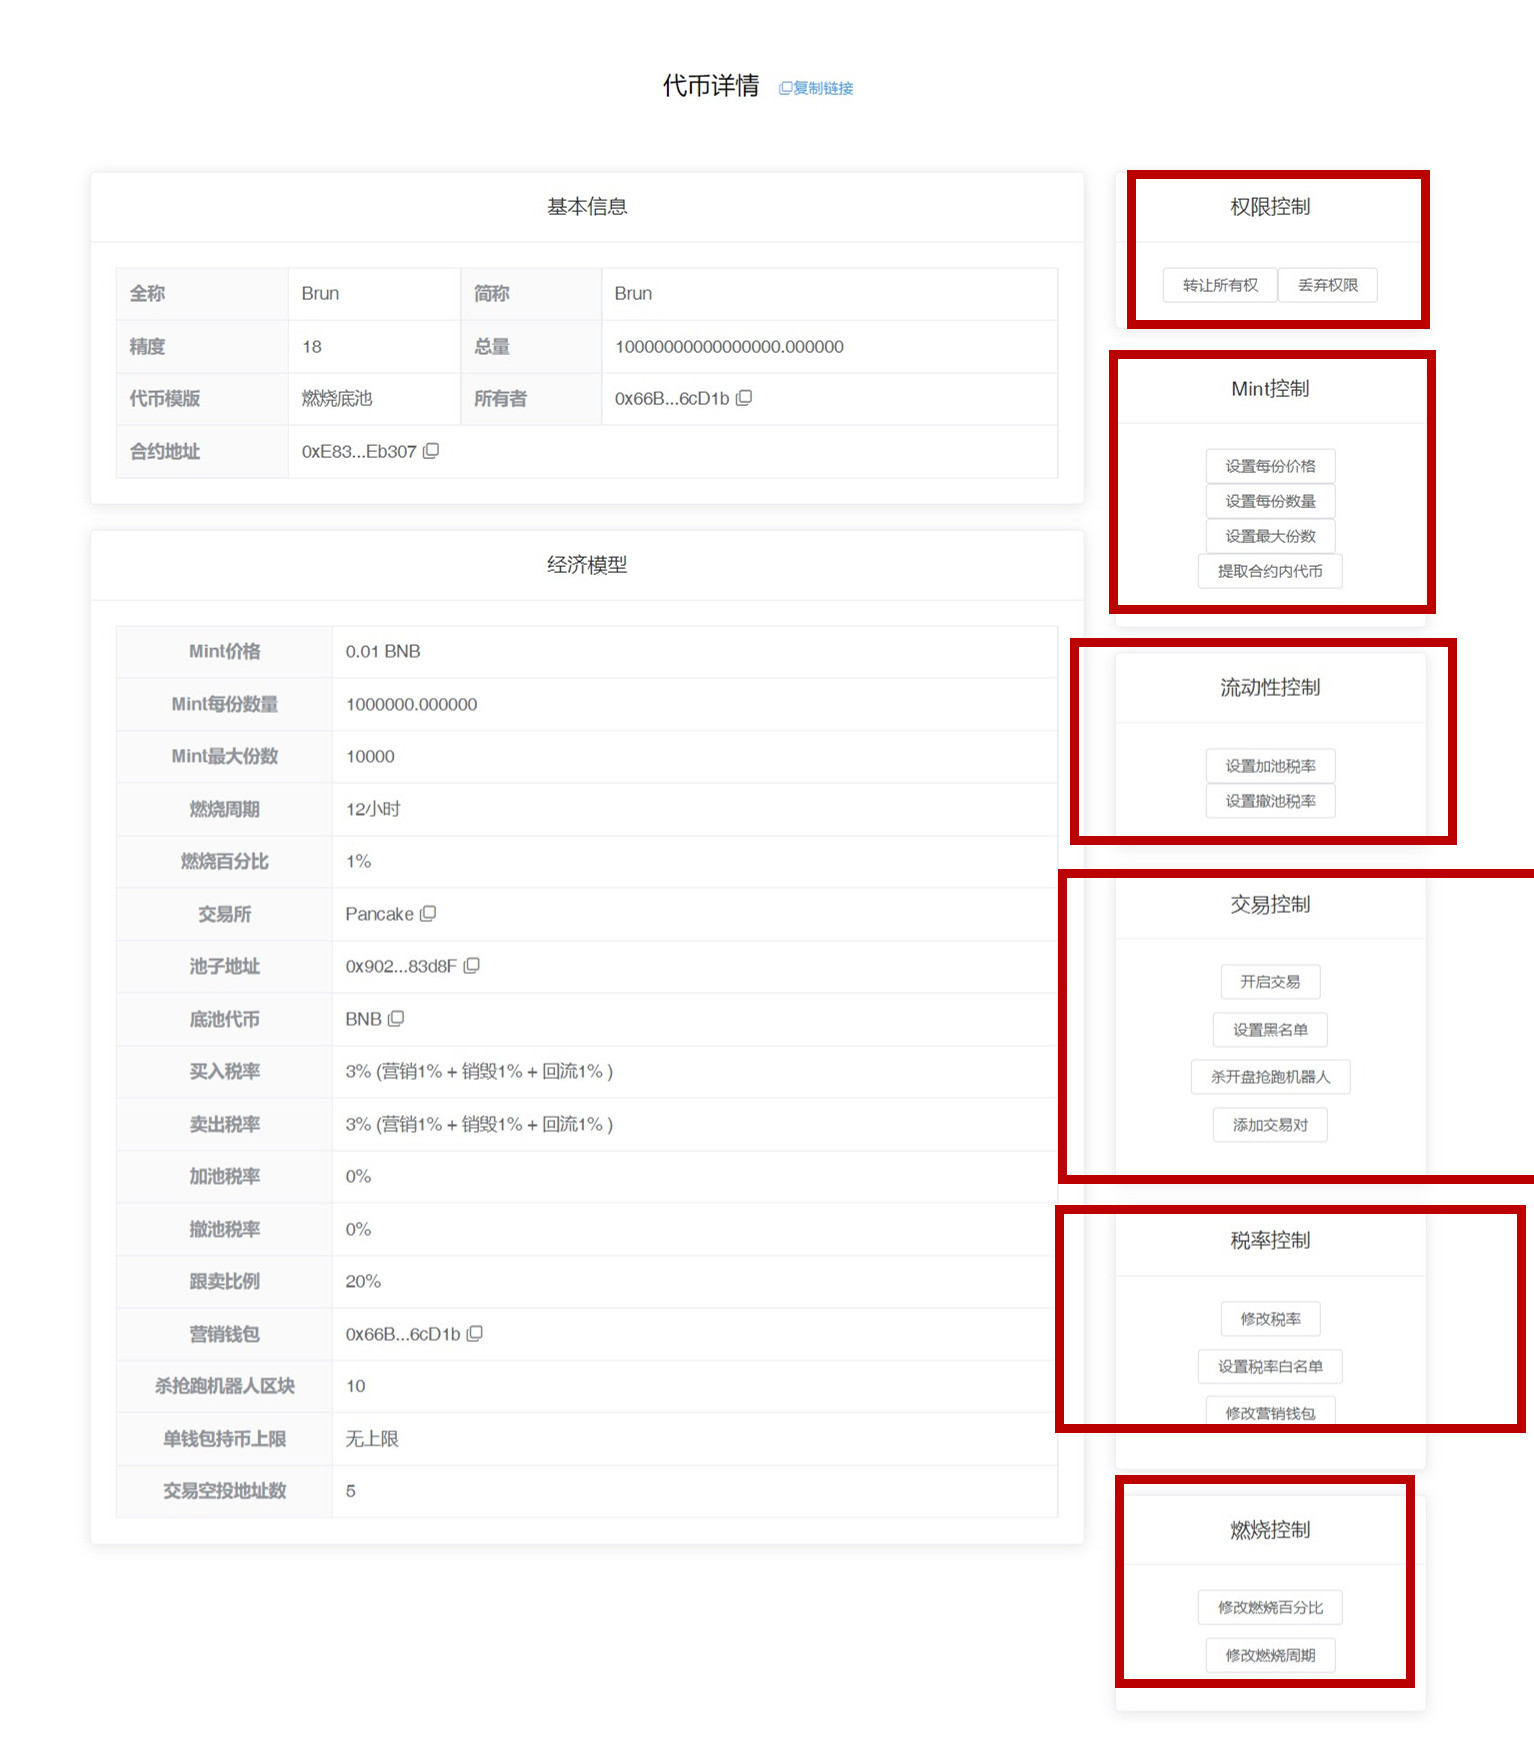 代币详情 复制链接
基本信息
全称 Brun 简称 Brun
精度 18 总量 10000000000000000.000000
代币模版 燃烧底池 所有者 0x66B...6cD1b
合约地址 0xE83...Eb307
经济模型
Mint价格 0.01 BNB
Mint每份数量 1000000.000000
Mint最大份数 10000
燃烧周期 12小时
燃烧百分比 1%
交易所 Pancake
池子地址 0x902...83d8F
底池代币 BNB
买入税率 3% (营销1% + 销毁1% + 回流1% )
卖出税率 3% (营销1% + 销毁1% + 回流1% )
加池税率 0%
撤池税率 0%
跟卖比例 20%
营销钱包 0x66B...6cD1b
杀抢跑机器人区块 10
单钱包持币上限 无上限
交易空投地址数 5
权限控制
转让所有权 丢弃权限
Mint控制
设置每份价格
设置每份数量
设置最大份数
提取合约内代币
流动性控制
设置加池税率
设置撤池税率
交易控制
开启交易
设置黑名单
杀开盘抢跑机器人
添加交易对
税率控制
修改税率
设置税率白名单
修改营销钱包
燃烧控制
修改燃烧百分比
修改燃烧周期